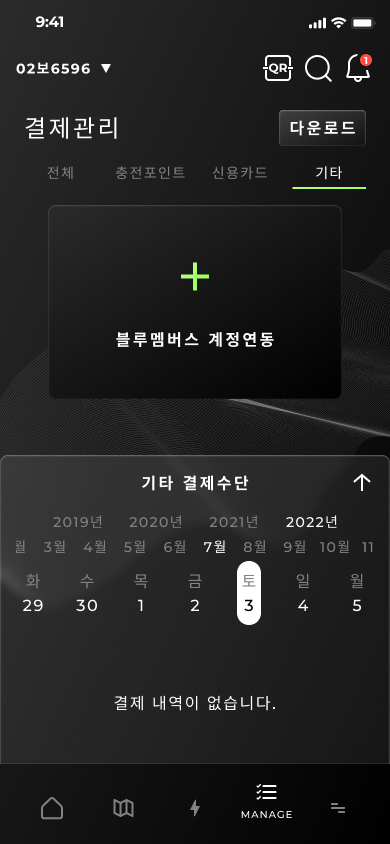 9:41
02보6596 ▼
QR
1
결제관리
다운로드
전체 충전포인트 신용카드 기타
블루멤버스 계정연동
기타 결제수단
2019년 2020년 2021년 2022년
월 3월 4월 5월 6월 7월 8월 9월 10월 11
화 수 목 금 토 일 월
29 30 1 2 3 4 5
결제 내역이 없습니다.
MANAGE